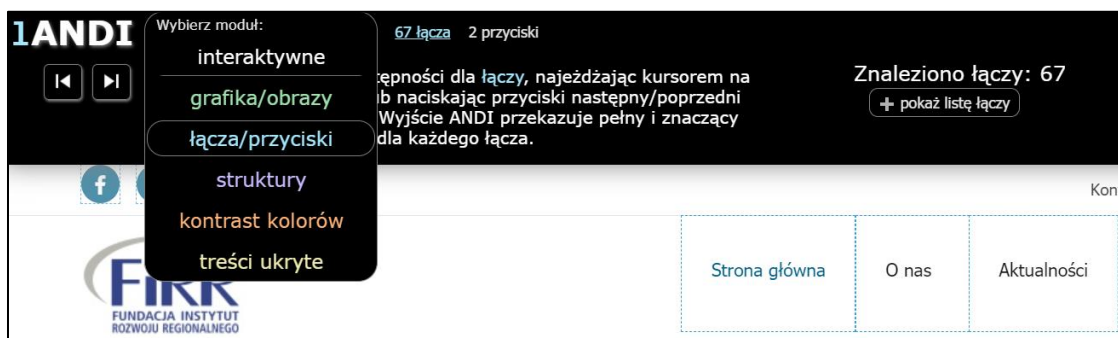 1ANDI
Wybierz moduł:
67 łącza 2 przyciski
interaktywne
grafika/obrazy
łącza/przyciski
struktury
kontrast kolorów
treści ukryte
dla łączy, najeżdżając kursorem na
naciskając przyciski następny/poprzedni
Wyjście ANDI przekazuje pełny i znaczący
dla każdego łącza.
Znaleziono łączy: 67
+ pokaż listę łączy
f
Kon
FIRR
FUNDACJA INSTYTUT
ROZWOJU REGIONALNEGO
Strona główna
O nas
Aktualności